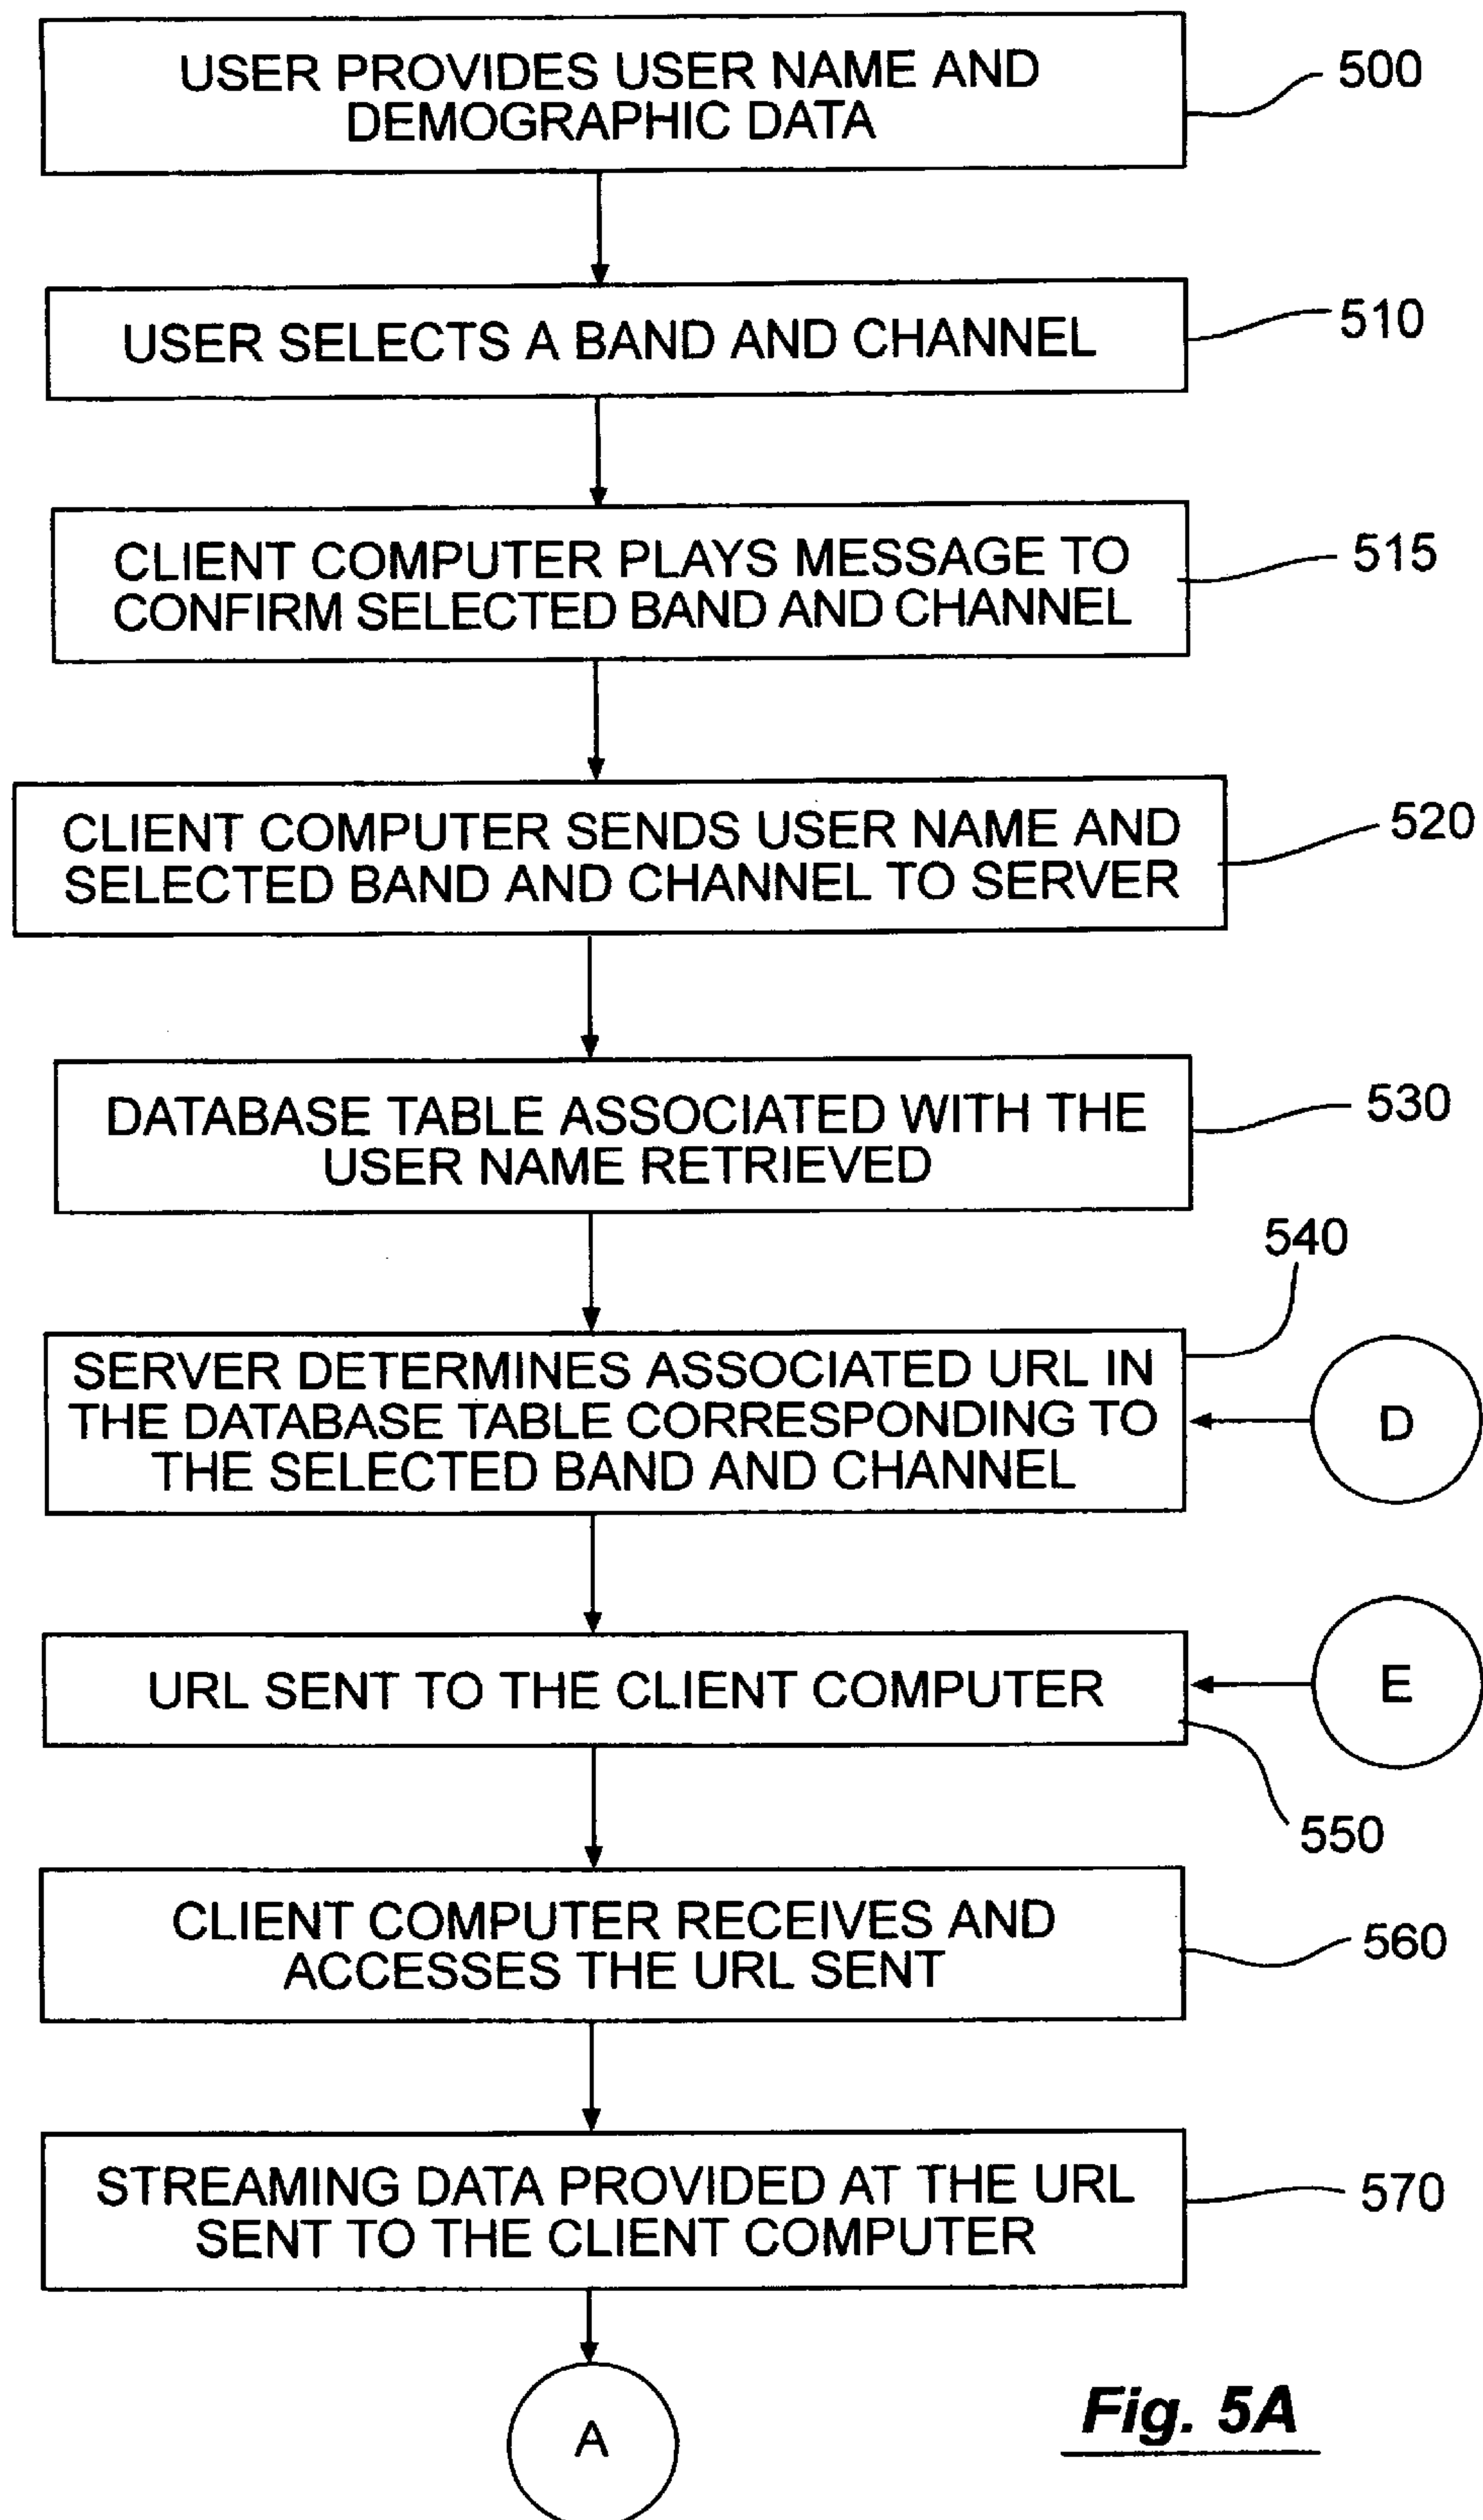 USER PROVIDES USER NAME AND
DEMOGRAPHIC DATA
500
USER SELECTS A BAND AND CHANNEL
510
CLIENT COMPUTER PLAYS MESSAGE TO
CONFIRM SELECTED BAND AND CHANNEL
515
CLIENT COMPUTER SENDS USER NAME AND
SELECTED BAND AND CHANNEL TO SERVER
520
DATABASE TABLE ASSOCIATED WITH THE
USER NAME RETRIEVED
530
540
SERVER DETERMINES ASSOCIATED URL IN
THE DATABASE TABLE CORRESPONDING TO
THE SELECTED BAND AND CHANNEL
D
URL SENT TO THE CLIENT COMPUTER
E
550
CLIENT COMPUTER RECEIVES AND
ACCESSES THE URL SENT
560
STREAMING DATA PROVIDED AT THE URL
SENT TO THE CLIENT COMPUTER
570
A
Fig. 5A